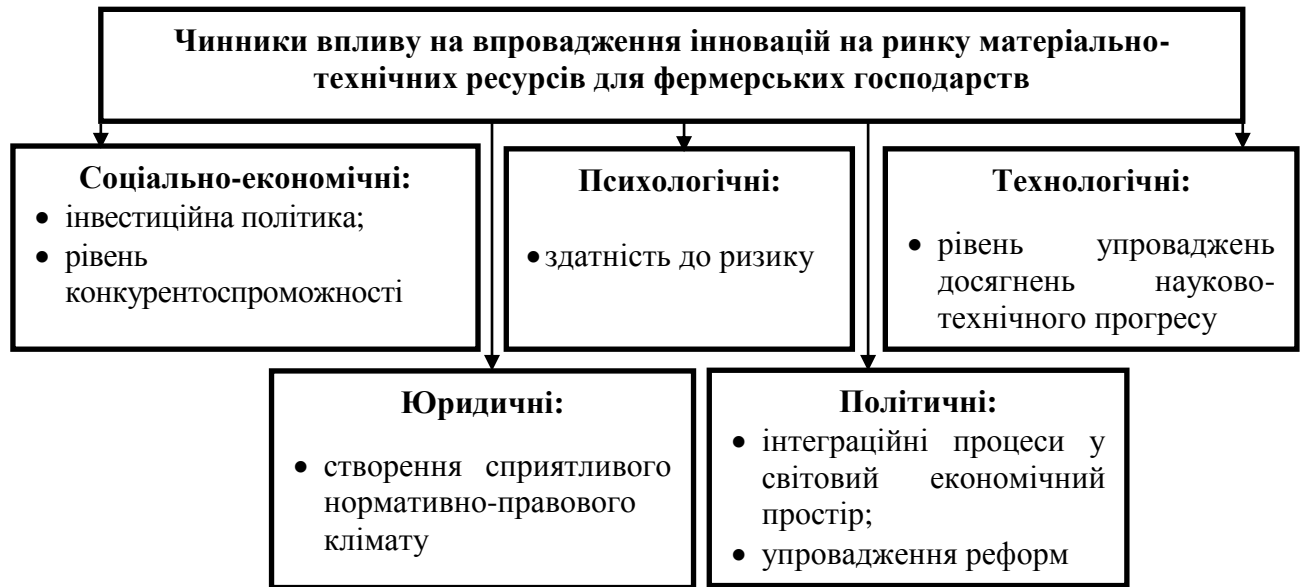 Чинники впливу на впровадження інновацій на ринку матеріально-
технічних ресурсів для фермерських господарств
Соціально-економічні:
• інвестиційна політика;
• рівень
конкурентоспроможності
Психологічні:
• здатність до ризику
Технологічні:
• рівень упроваджень
досягнень науково-
технічного прогресу
Юридичні:
• створення сприятливого
нормативно-правового
клімату
Політичні:
• інтеграційні процеси у
світовий економічний
простір;
• упровадження реформ